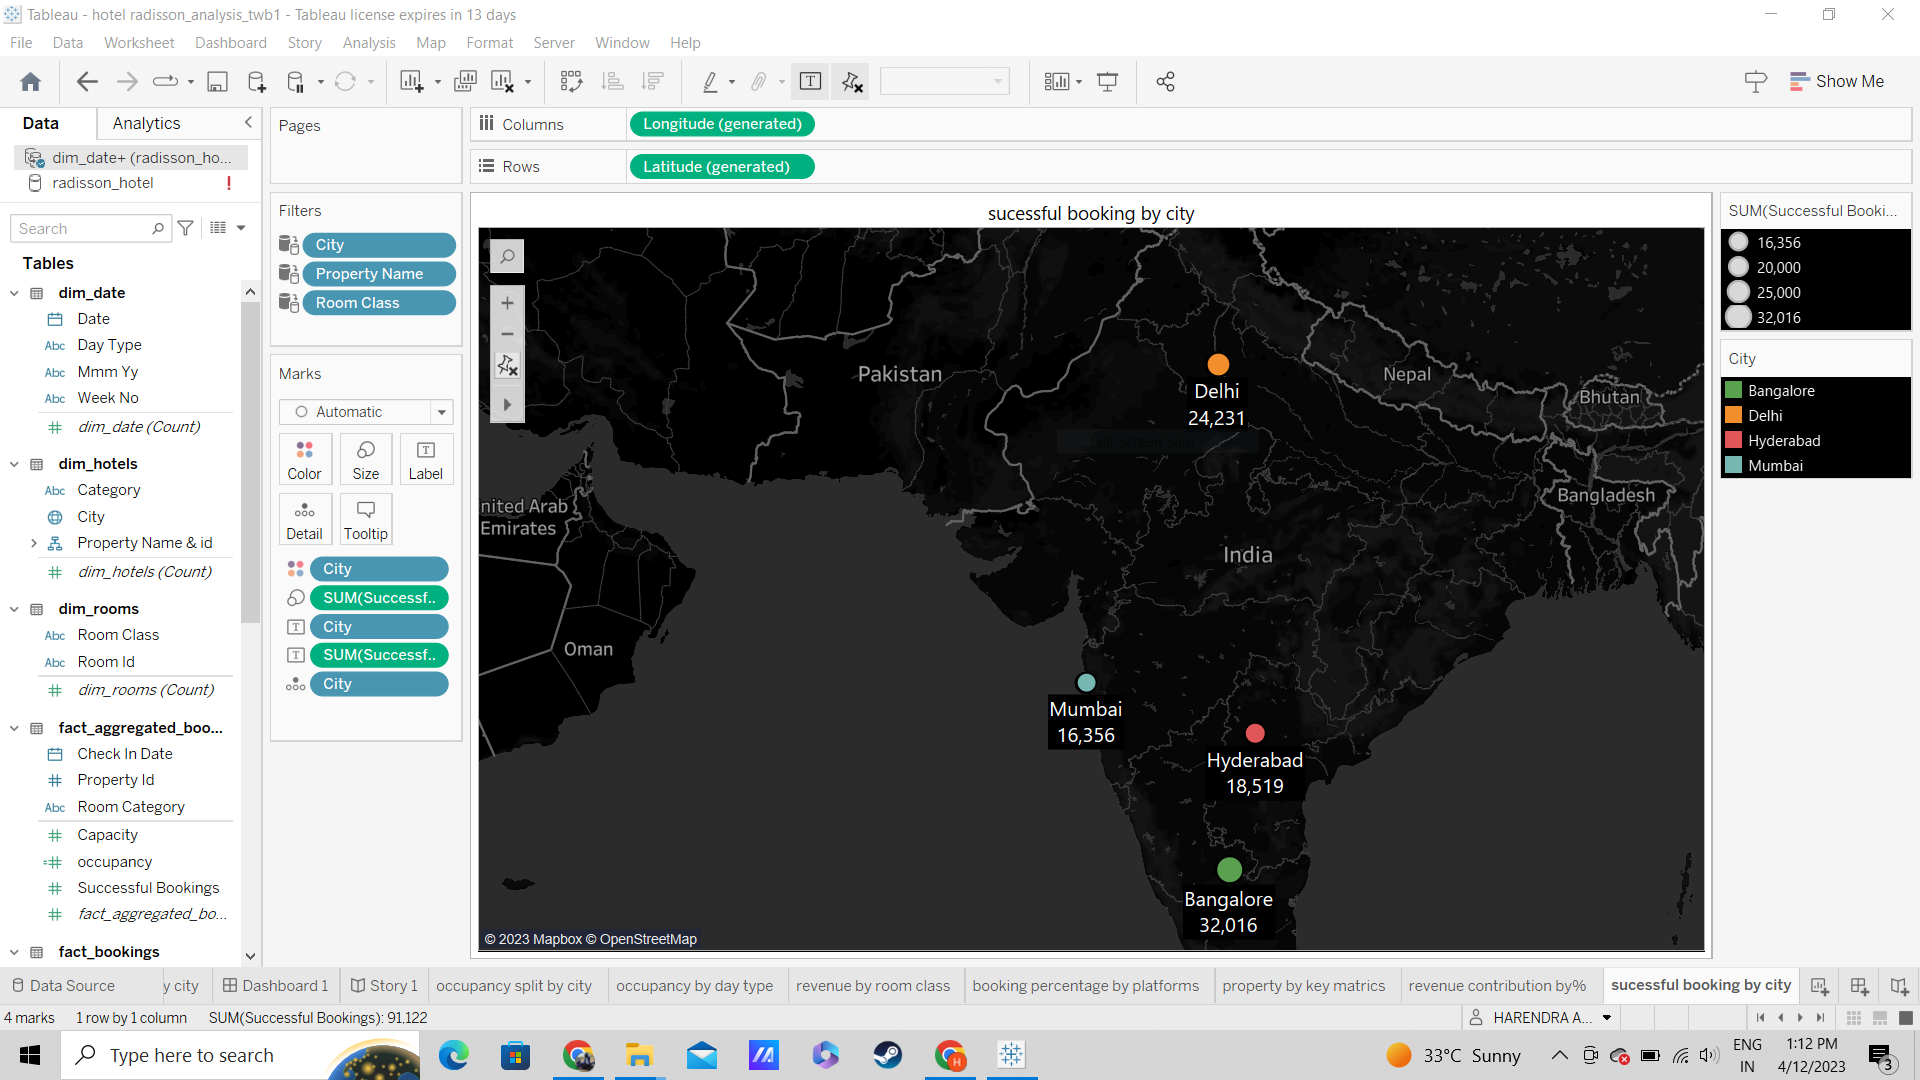 Tableau - hotel radisson_analysis_twb1 - Tableau license expires in 13 days
File Data Worksheet Dashboard Story Analysis Map Format Server Window Help
Show Me
Data Analytics
dim_date+ (radisson_ho...
radisson_hotel !
Search
Tables
dim_date
Date
Abc Day Type
Abc Mmm Yy
Abc Week No
dim_date (Count)
dim_hotels
Abc Category
City
Property Name & id
dim_hotels (Count)
dim_rooms
Abc Room Class
Abc Room Id
dim_rooms (Count)
fact_aggregated_boo...
Check In Date
Property Id
Abc Room Category
Capacity
occupancy
Successful Bookings
fact_aggregated_bo...
fact_bookings
Pages
Filters
City
Property Name
Room Class
Marks
Automatic
Color Size Label
Detail Tooltip
City
SUM(Successf..
City
SUM(Successf..
City
Columns Longitude (generated)
Rows Latitude (generated)
sucessful booking by city
Pakistan
Nepal
Bhutan
Delhi
24,231
Bangladesh
nited Arab
Emirates
India
Oman
Mumbai
16,356
Hyderabad
18,519
Bangalore
32,016
© 2023 Mapbox © OpenStreetMap
SUM(Successful Booki...
16,356
20,000
25,000
32,016
City
Bangalore
Delhi
Hyderabad
Mumbai
Data Source y city Dashboard 1 Story 1 occupancy split by city occupancy by day type revenue by room class booking percentage by platforms property by key matrics revenue contribution by% sucessful booking by city
4 marks 1 row by 1 column SUM(Successful Bookings): 91,122 HARENDRA A...
Type here to search
33°C Sunny
ENG
IN
1:12 PM
4/12/2023
3